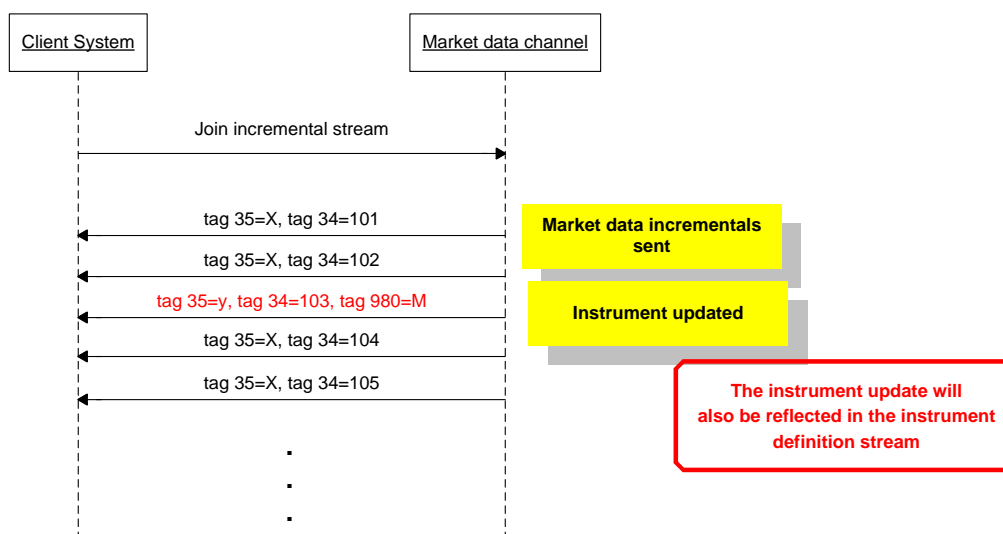 Client System
Market data channel
Join incremental stream
tag 35=X, tag 34=101
Market data incrementals
sent
tag 35=X, tag 34=102
tag 35=y, tag 34=103, tag 980=M
Instrument updated
tag 35=X, tag 34=104
tag 35=X, tag 34=105
The instrument update will
also be reflected in the instrument
definition stream